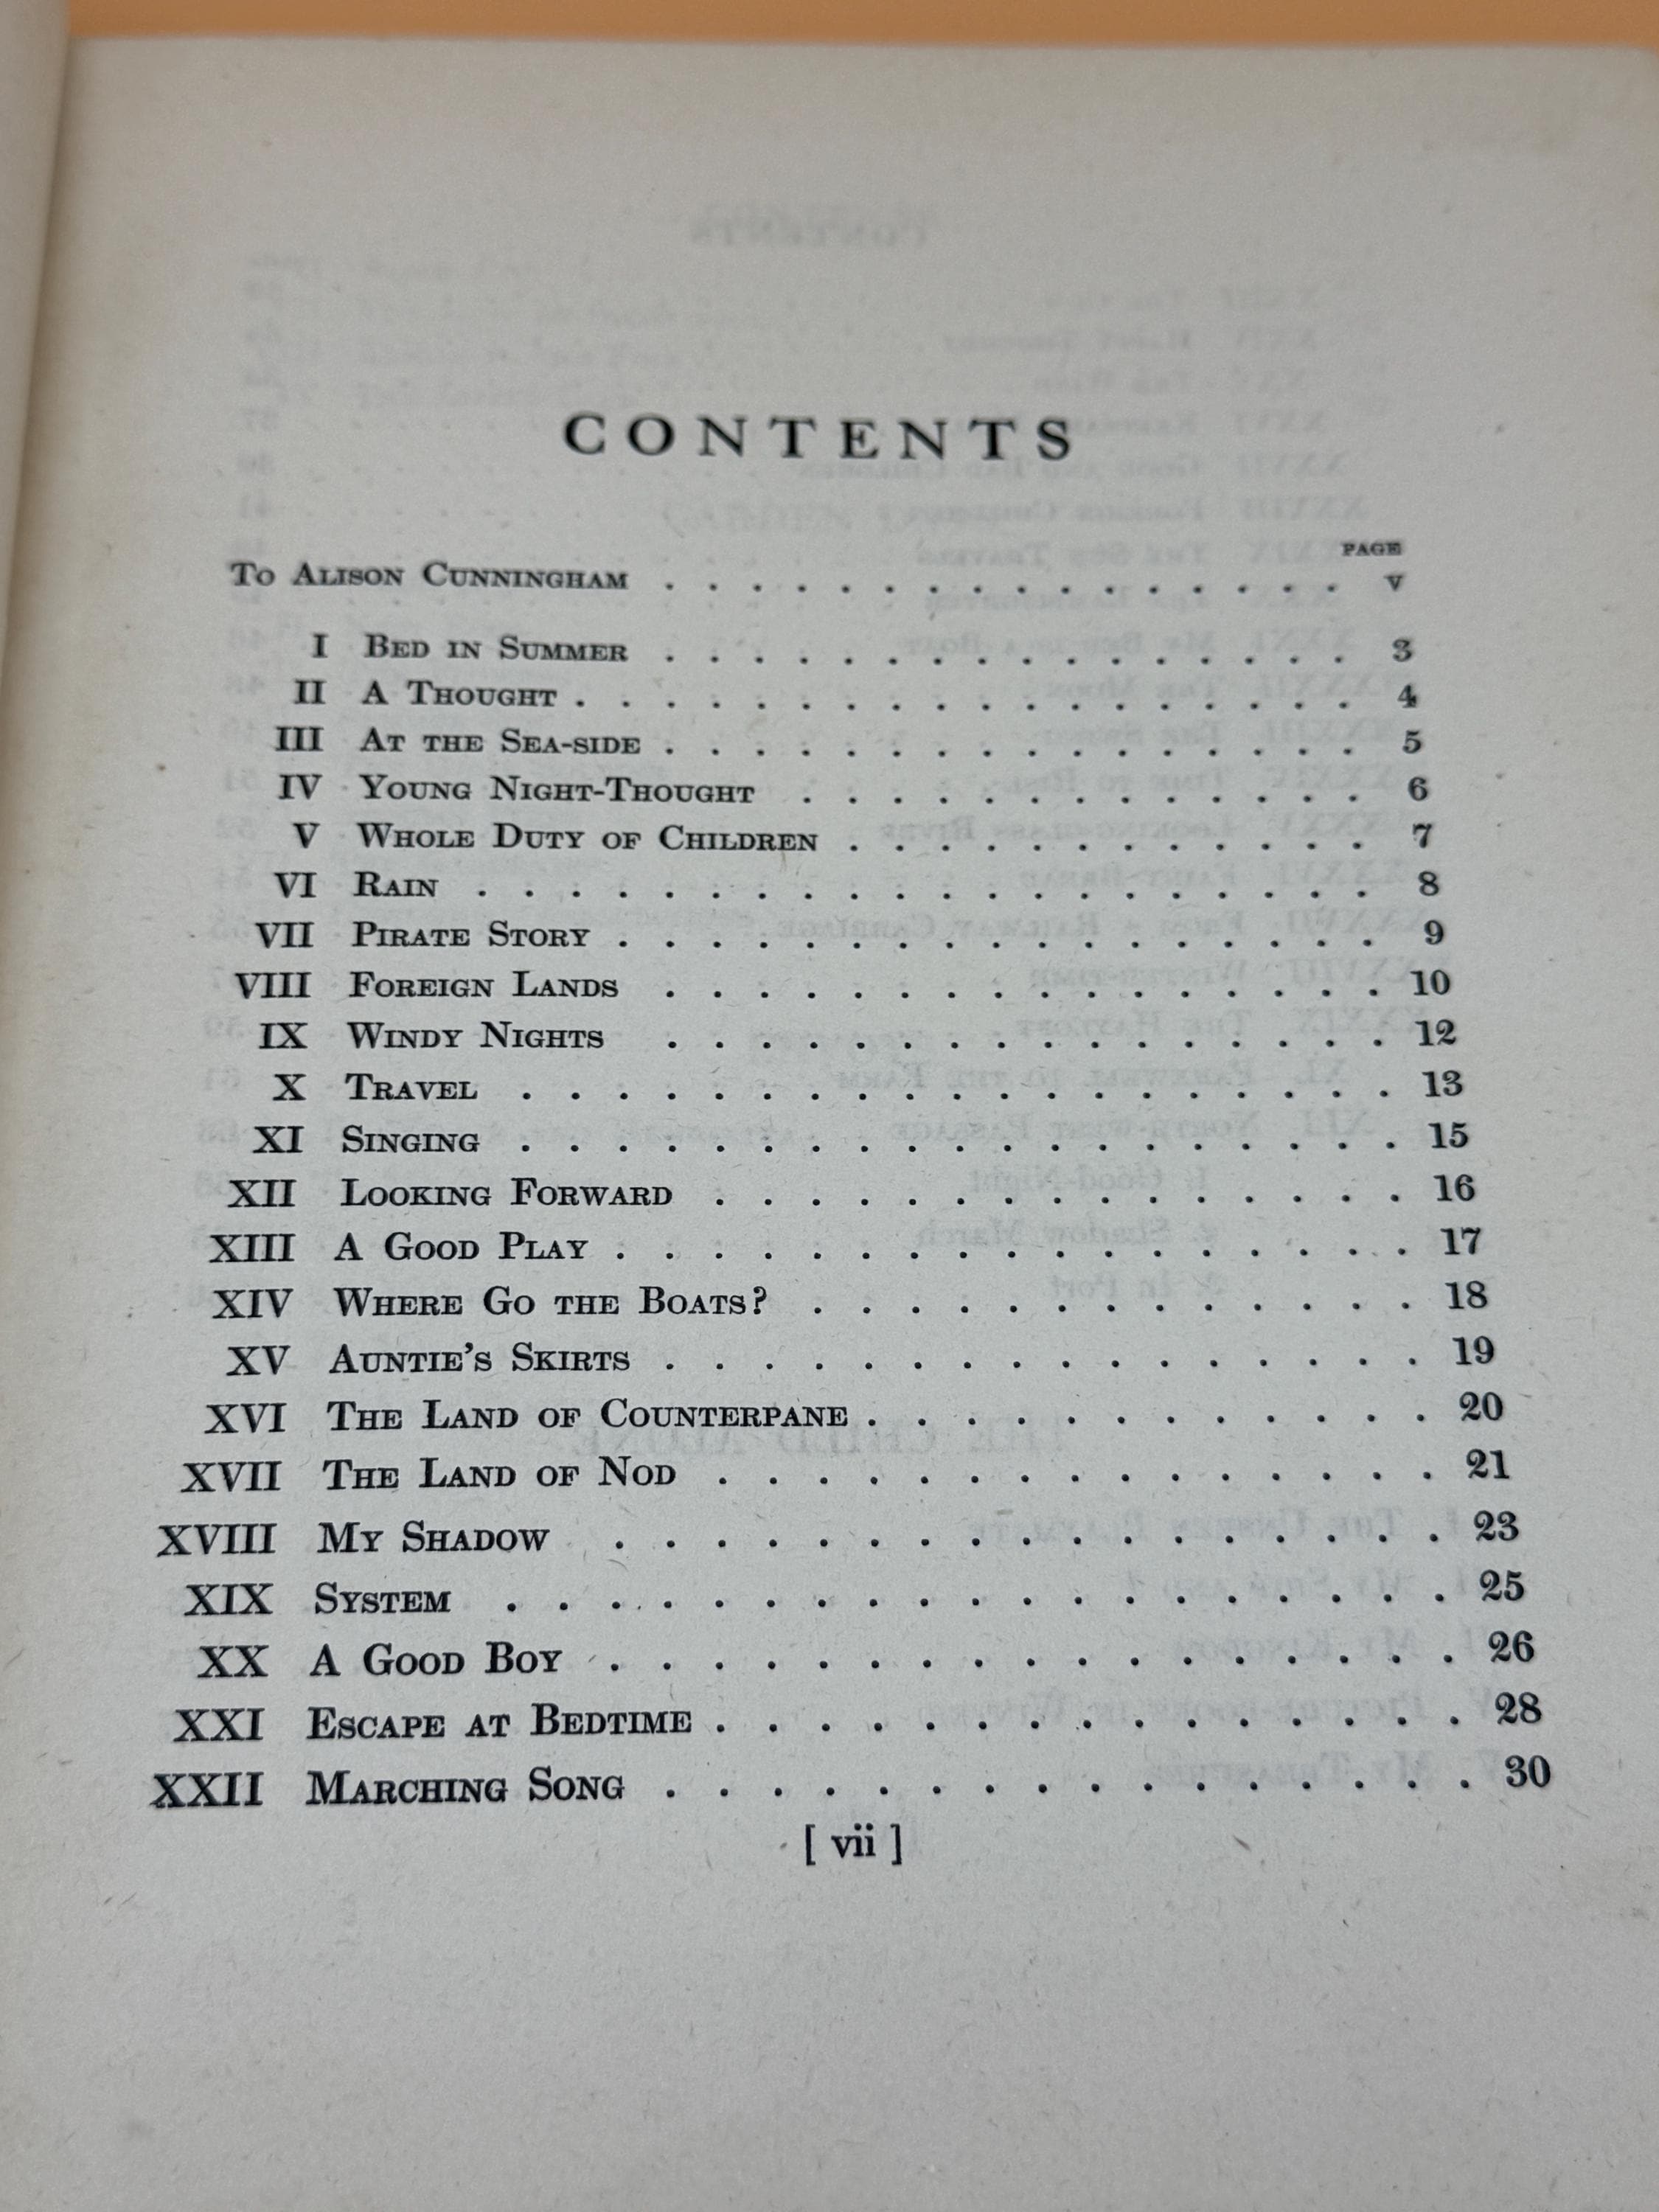 CONTENTS
PAGE
To Alison Cunningham . . . . . . . . . . . . . . . . v
I Bed in Summer . . . . . . . . . . . . . . . . 3
II A Thought . . . . . . . . . . . . . . . . . . 4
III At the Sea-side . . . . . . . . . . . . . . . . 5
IV Young Night-Thought . . . . . . . . . . . . . 6
V Whole Duty of Children . . . . . . . . . . . . 7
VI Rain . . . . . . . . . . . . . . . . . . . . 8
VII Pirate Story . . . . . . . . . . . . . . . . . 9
VIII Foreign Lands . . . . . . . . . . . . . . . . 10
IX Windy Nights . . . . . . . . . . . . . . . . 12
X Travel . . . . . . . . . . . . . . . . . . . 13
XI Singing . . . . . . . . . . . . . . . . . . . 15
XII Looking Forward . . . . . . . . . . . . . . . 16
XIII A Good Play . . . . . . . . . . . . . . . . . 17
XIV Where Go the Boats? . . . . . . . . . . . . . 18
XV Auntie's Skirts . . . . . . . . . . . . . . . . 19
XVI The Land of Counterpane . . . . . . . . . . . . 20
XVII The Land of Nod . . . . . . . . . . . . . . . 21
XVIII My Shadow . . . . . . . . . . . . . . . . . 23
XIX System . . . . . . . . . . . . . . . . . . . 25
XX A Good Boy . . . . . . . . . . . . . . . . . 26
XXI Escape at Bedtime . . . . . . . . . . . . . . . 28
XXII Marching Song . . . . . . . . . . . . . . . . 30
[ vii ]